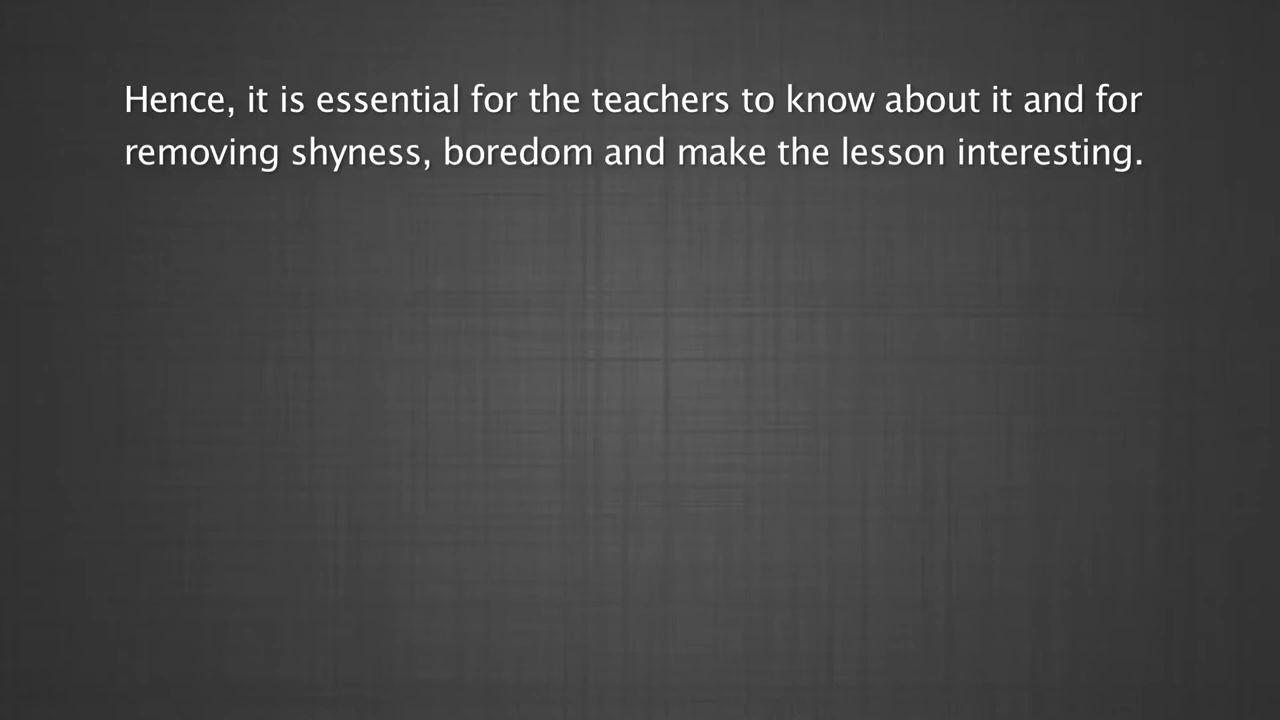 Hence, it is essential for the teachers to know about it and for
removing shyness, boredom and make the lesson interesting.